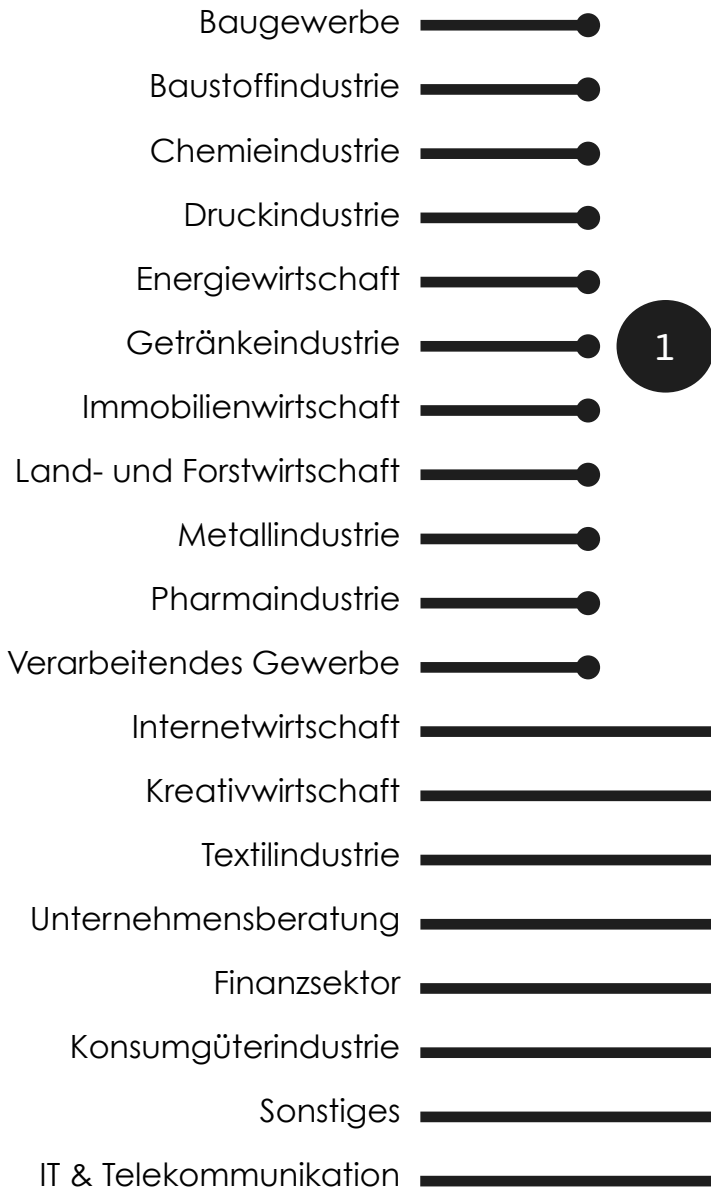 Baugewerbe
Baustoffindustrie
Chemieindustrie
Druckindustrie
Energiewirtschaft
Getränkeindustrie 1
Immobilienwirtschaft
Land- und Forstwirtschaft
Metallindustrie
Pharmaindustrie
Verarbeitendes Gewerbe
Internetwirtschaft
Kreativwirtschaft
Textilindustrie
Unternehmensberatung
Finanzsektor
Konsumgüterindustrie
Sonstiges
IT & Telekommunikation